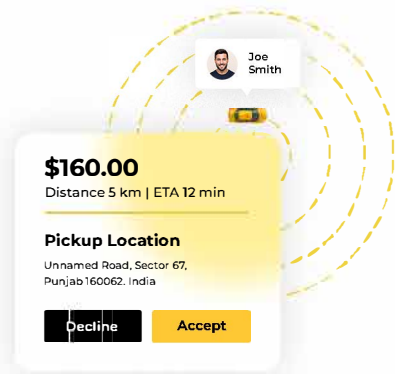 Joe
Smith
$160.00
Distance 5 km | ETA 12 min
Pickup Location
Unnamed Road, Sector 67,
Punjab 160062. India
Decline
Accept